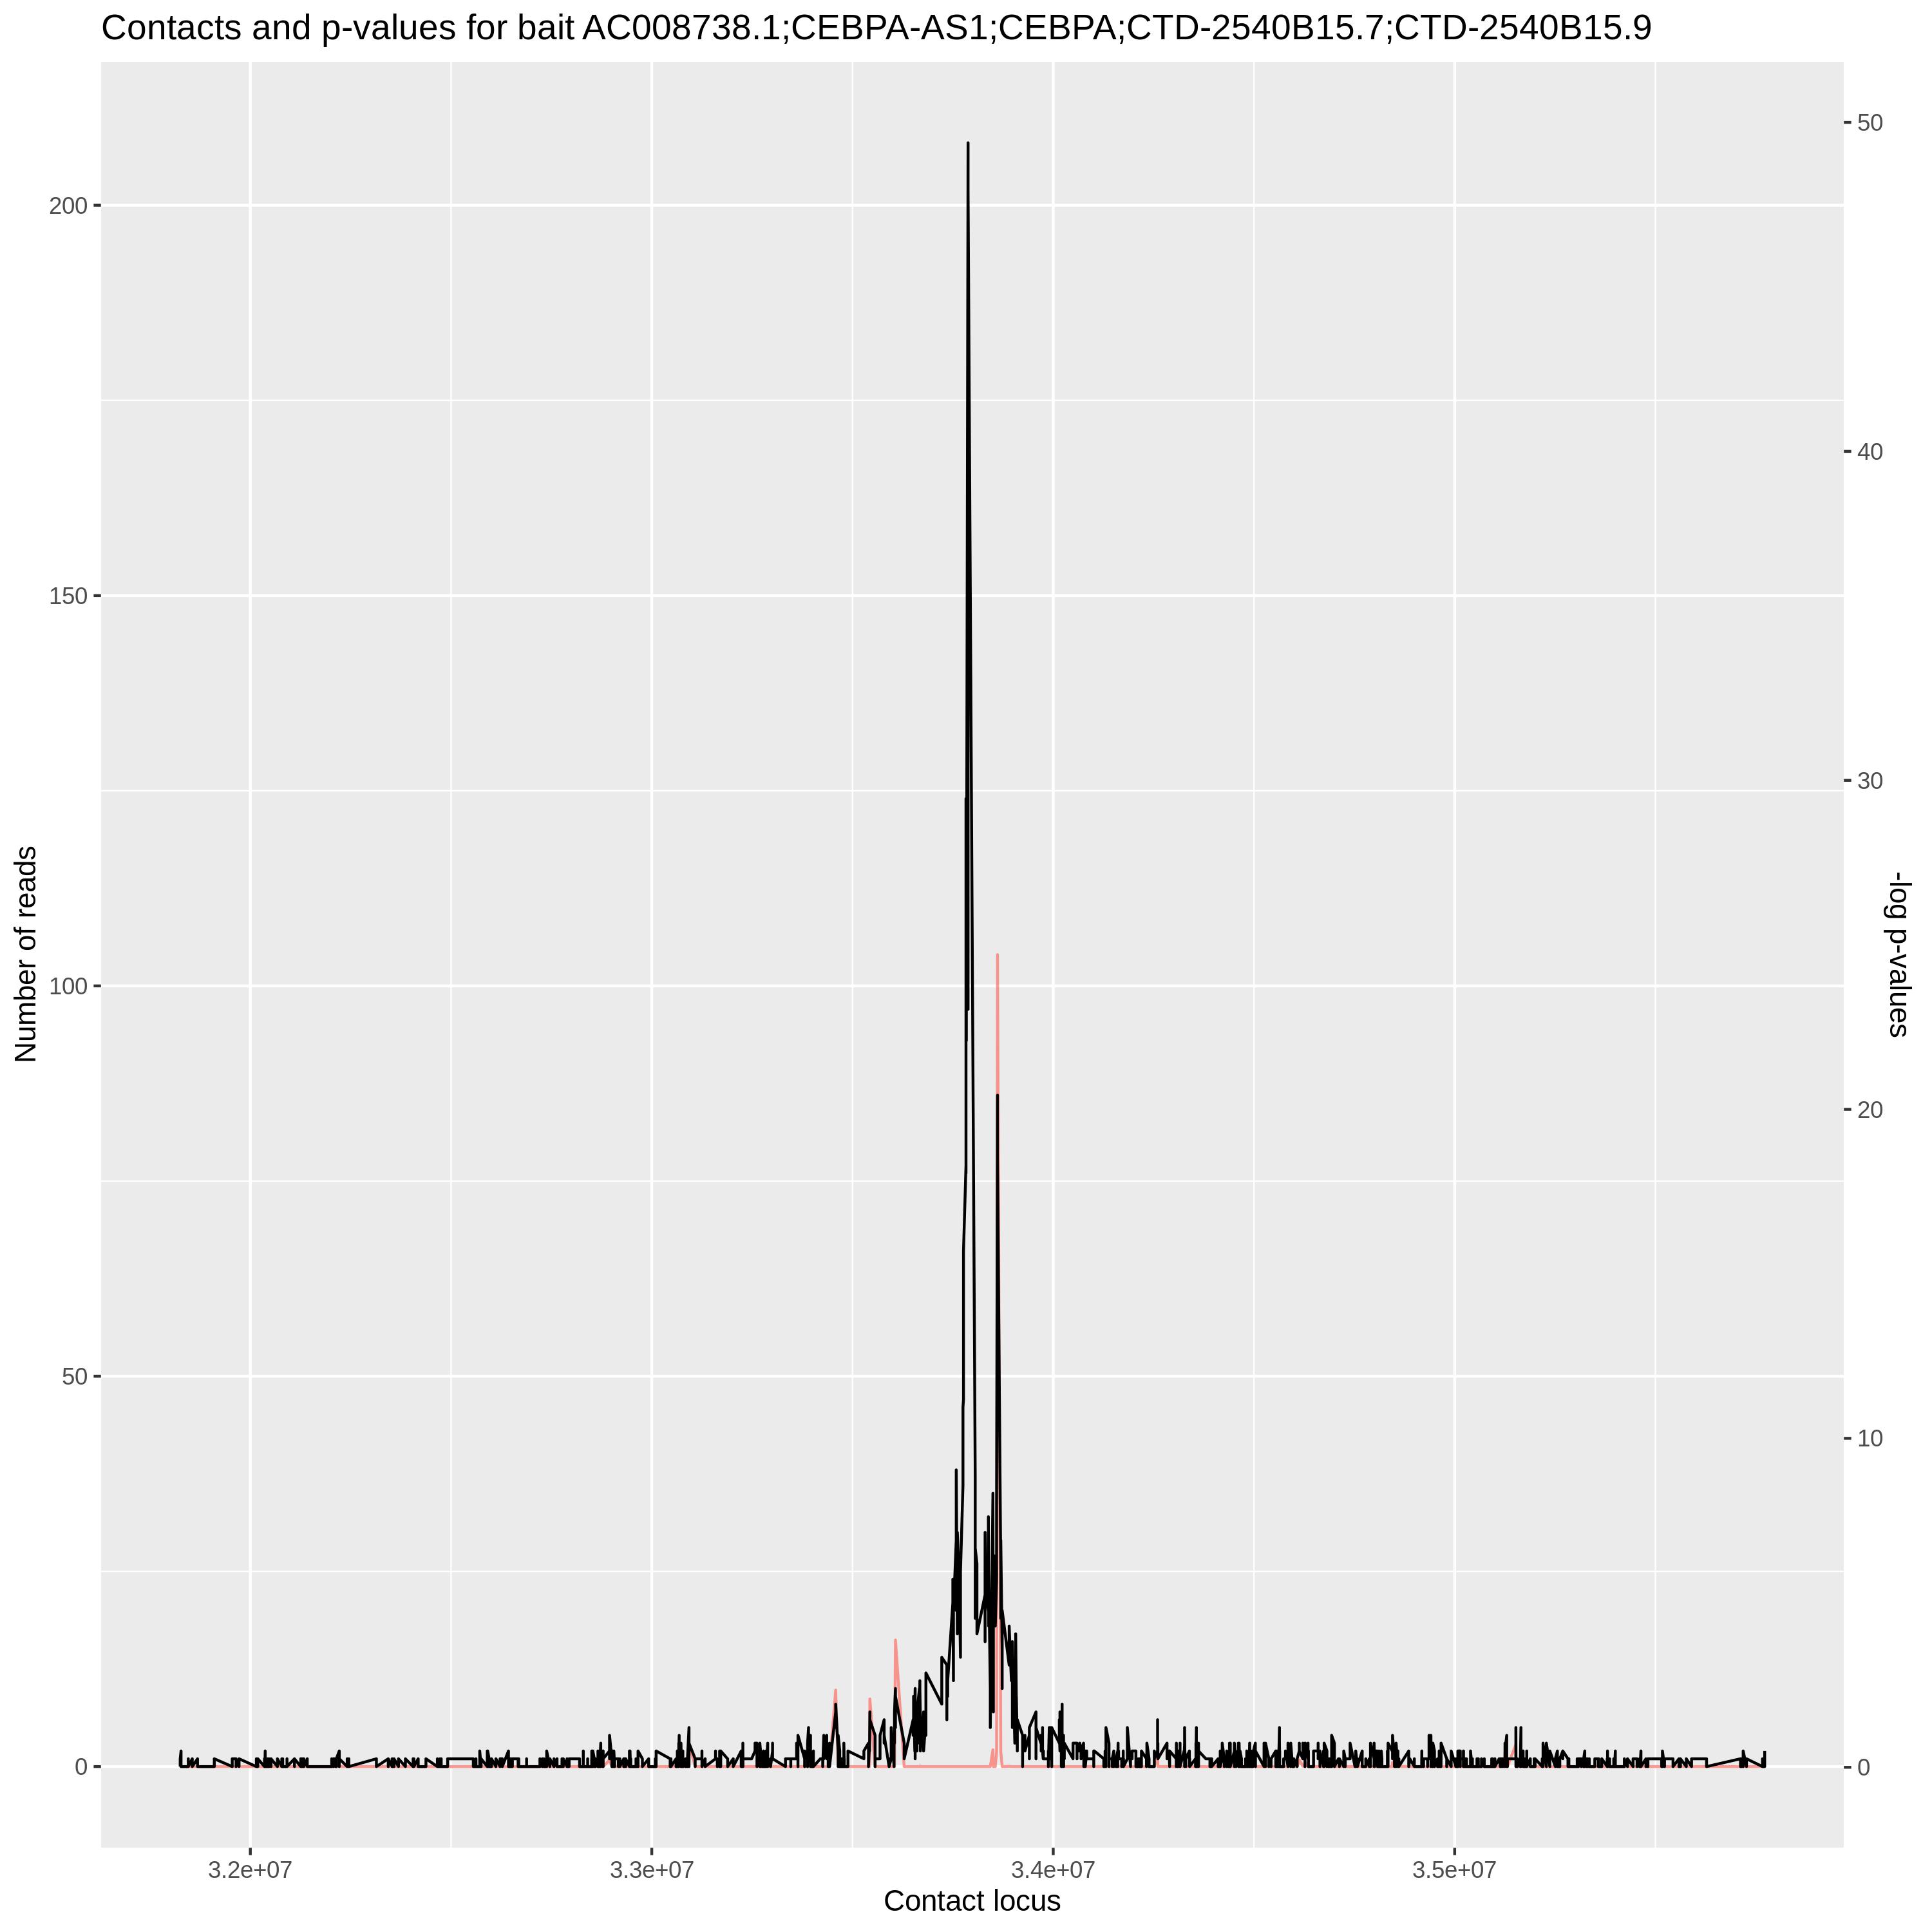 Contacts and p-values for bait AC008738.1;CEBPA-AS1;CEBPA;CTD-2540B15.7;CTD-2540B15.9
50
200
40
150
30
Number of reads
-log p-values
100
20
50
10
0
0
3.2e+07
3.3e+07
3.4e+07
3.5e+07
Contact locus